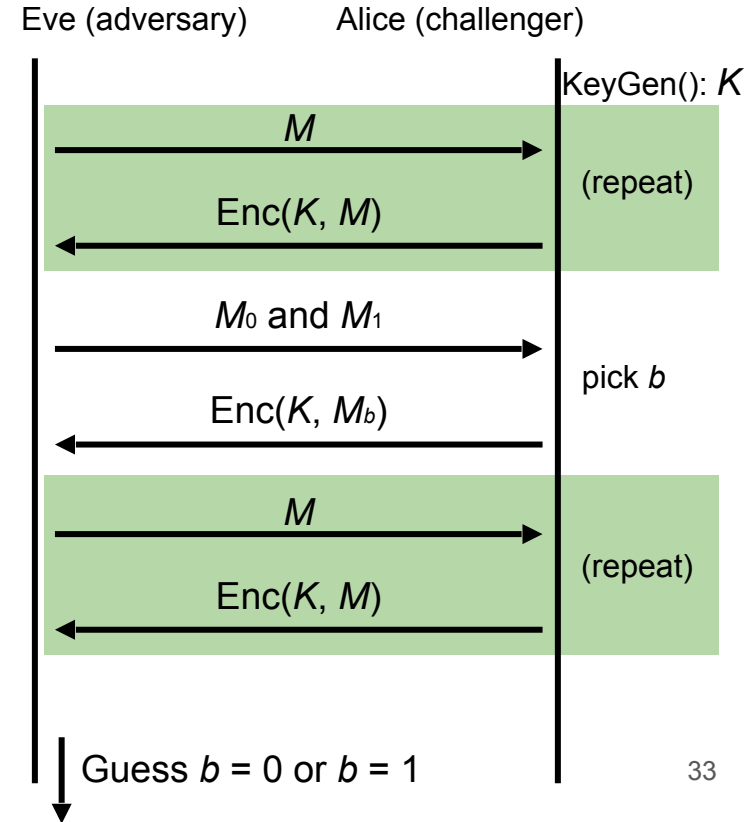 Eve (adversary) Alice (challenger)
KeyGen(): K
M
(repeat)
Enc(K, M)
M₀ and M₁
pick b
Enc(K, M_b)
M
(repeat)
Enc(K, M)
Guess b = 0 or b = 1
33